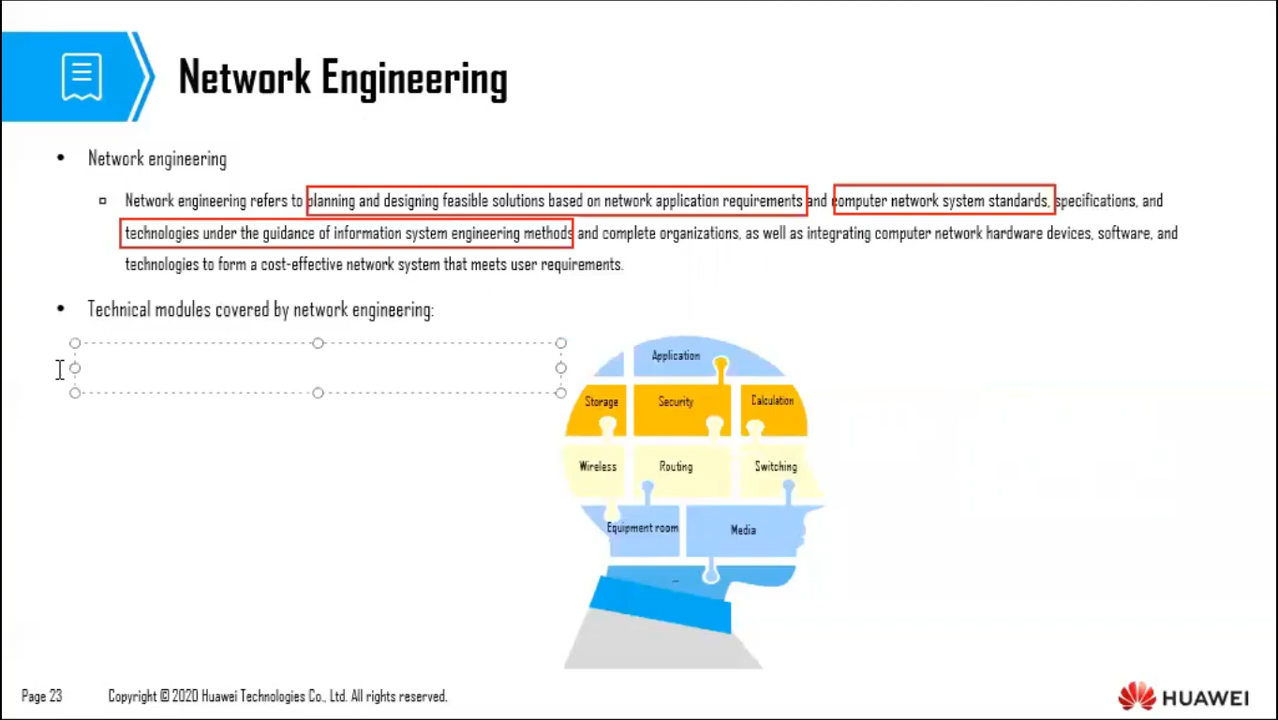 Network Engineering
Network engineering
Network engineering refers to planning and designing feasible solutions based on network application requirements and computer network system standards, specifications, and
technologies under the guidance of information system engineering methods and complete organizations, as well as integrating computer network hardware devices, software, and
technologies to form a cost-effective network system that meets user requirements.
Technical modules covered by network engineering:
Application
Storage Security Calculation
Wireless Routing Switching
Equipment room Media
Page 23 Copyright © 2020 Huawei Technologies Co., Ltd. All rights reserved. HUAWEI